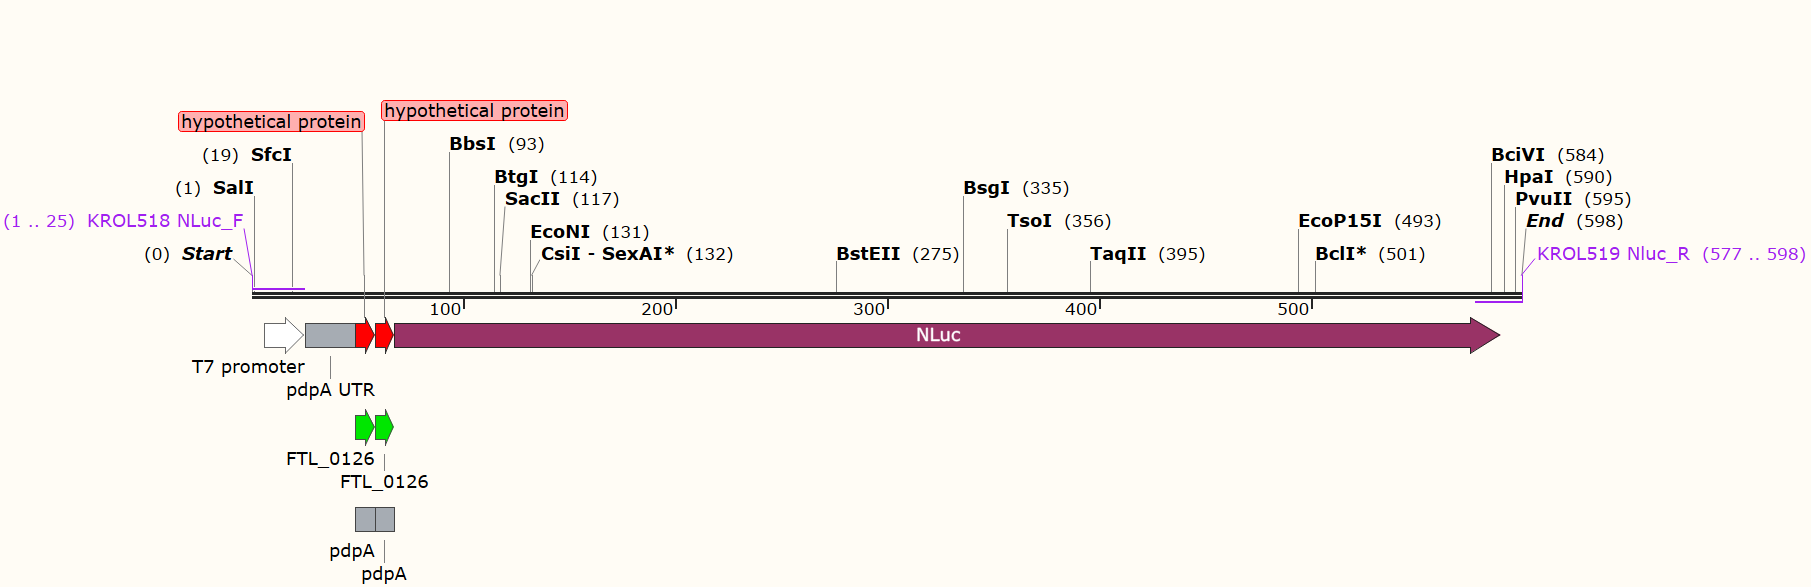 hypothetical protein
hypothetical protein
BbsI (93)
(19) SfcI
BciVI (584)
BtgI (114)
HpaI (590)
(1) SalI
BsgI (335)
SacII (117)
PvuII (595)
(1 .. 25) KROL518 NLuc_F
TsoI (356)
EcoP15I (493)
End (598)
EcoNI (131)
(0) Start
CsiI - SexAI* (132)
BstEII (275)
TaqII (395)
BclI* (501)
KROL519 Nluc_R (577 .. 598)
100
200
300
400
500
NLuc
T7 promoter
pdpA UTR
FTL_0126
FTL_0126
pdpA
pdpA